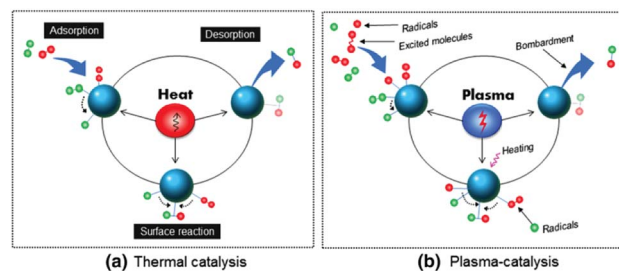 Adsorption
Desorption
Heat
Surface reaction
(a) Thermal catalysis
Radicals
Excited molecules
Bombardment
Plasma
Heating
Radicals
(b) Plasma-catalysis